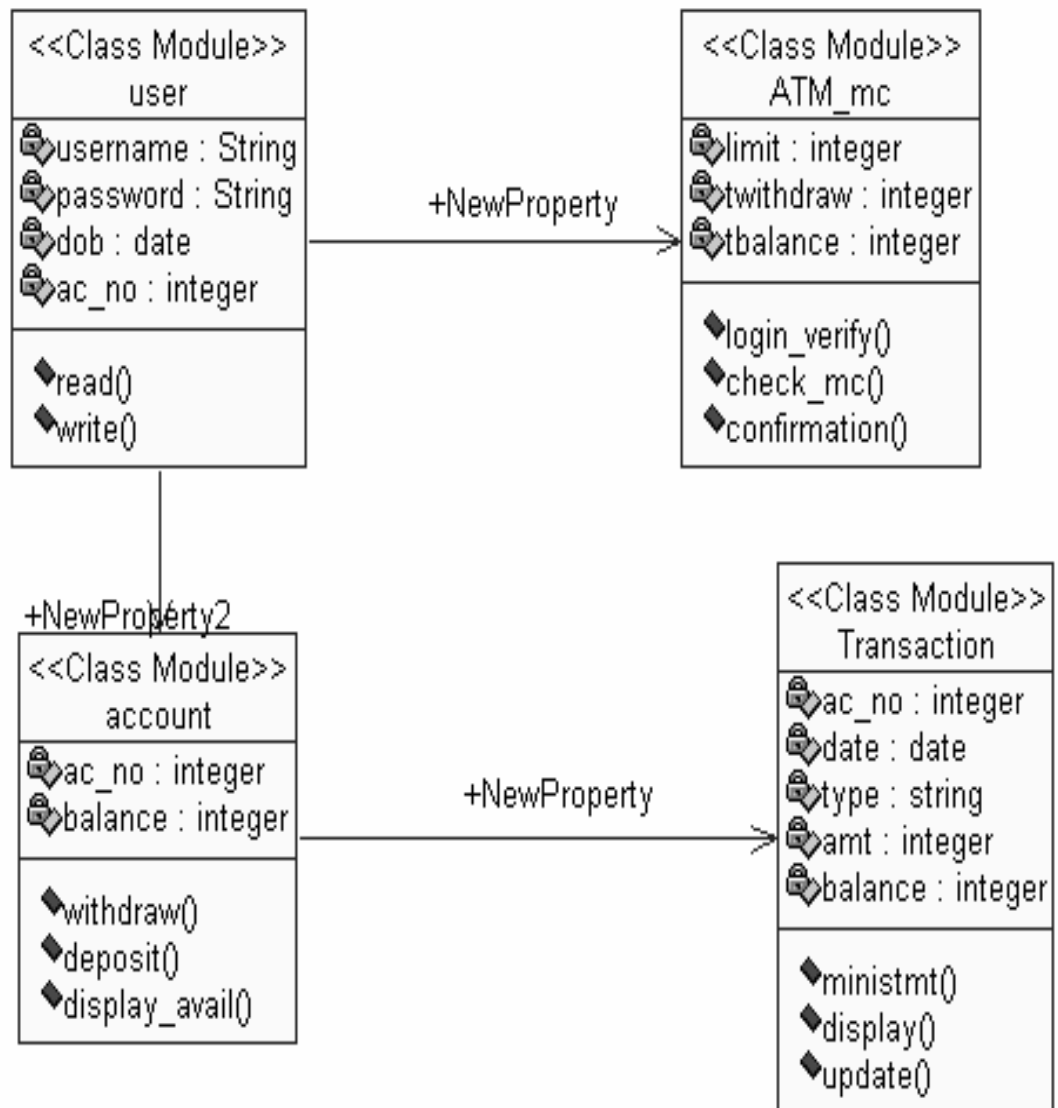 <<Class Module>>
user
username : String
password : String
dob : date
ac_no : integer
read()
write()
+NewProperty
<<Class Module>>
ATM_mc
limit : integer
twithdraw : integer
tbalance : integer
login_verify()
check_mc()
confirmation()
+NewProperty2
<<Class Module>>
account
ac_no : integer
balance : integer
withdraw()
deposit()
display_avail()
+NewProperty
<<Class Module>>
Transaction
ac_no : integer
date : date
type : string
amt : integer
balance : integer
ministmt()
display()
update()